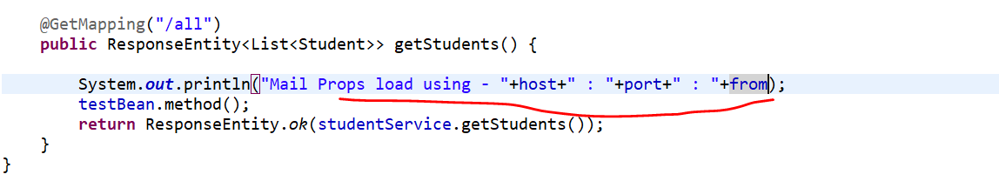 @GetMapping("/all")
public ResponseEntity<List<Student>> getStudents() {
System.out.println("Mail Props load using - "+host+" : "+port+" : "+from);
testBean.method();
return ResponseEntity.ok(studentService.getStudents());
}
}